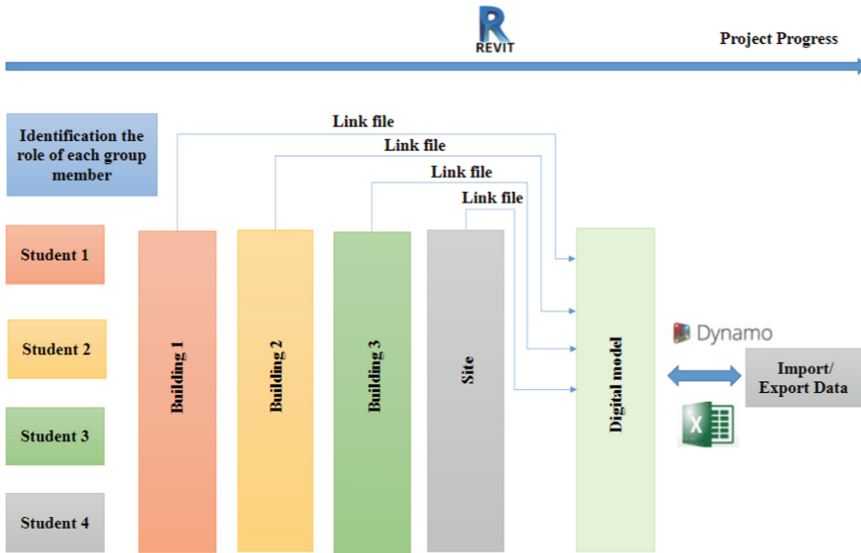 REVIT
Project Progress
Identification the
role of each group
member
Link file
Link file
Link file
Link file
Student 1
Student 2
Student 3
Student 4
Building 1
Building 2
Building 3
Site
Digital model
Dynamo
Import/
Export Data